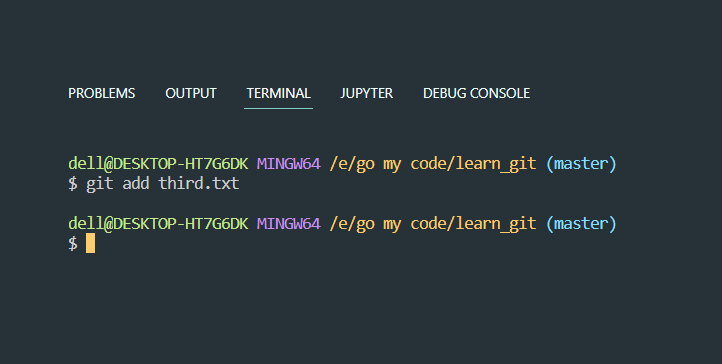 PROBLEMS OUTPUT TERMINAL JUPYTER DEBUG CONSOLE
dell@DESKTOP-HT7G6DK MINGW64 /e/go my code/learn_git (master)
$ git add third.txt
dell@DESKTOP-HT7G6DK MINGW64 /e/go my code/learn_git (master)
$